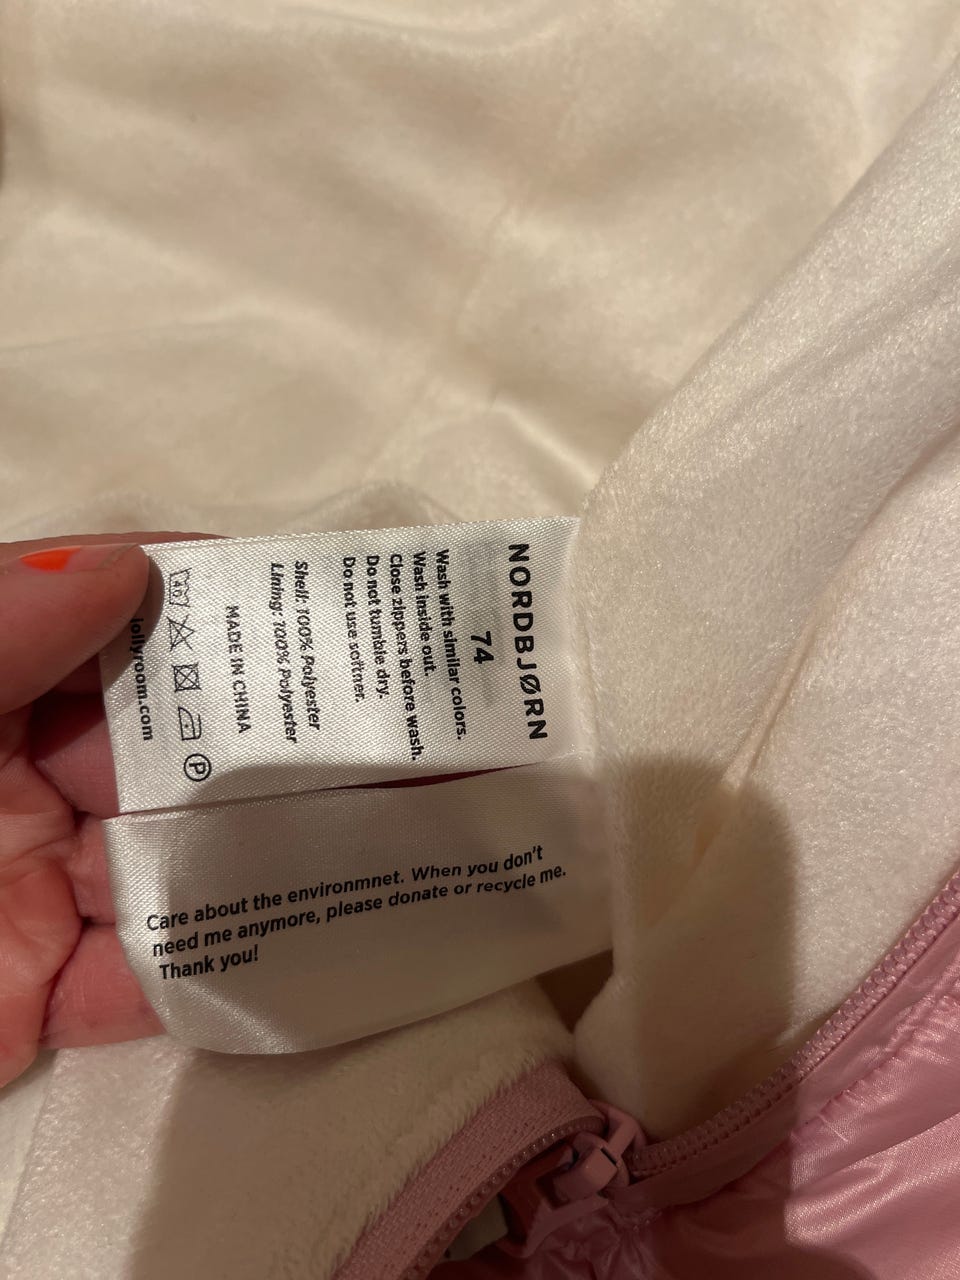 NORDBJØRN
74
Wash with similar colors.
Wash inside out.
Close zippers before wash.
Do not tumble dry.
Do not use softner.
Shell: 100% Polyester
Lining: 100% Polyester
MADE IN CHINA
40
P
jollyroom.com
Care about the environmnet. When you don't
need me anymore, please donate or recycle me.
Thank you!